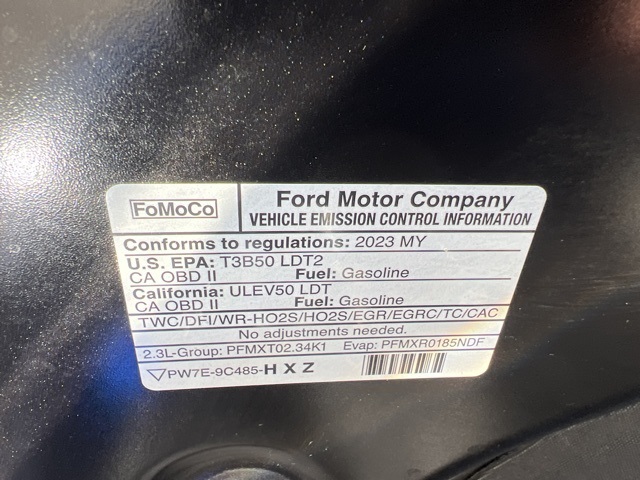 FoMoCo
Ford Motor Company
VEHICLE EMISSION CONTROL INFORMATION
Conforms to regulations: 2023 MY
U.S. EPA: T3B50 LDT2
CA OBD II Fuel: Gasoline
California: ULEV50 LDT
CA OBD II Fuel: Gasoline
TWC/DFI/WR-HO2S/HO2S/EGR/EGRC/TC/CAC
No adjustments needed.
2.3L-Group: PFMXT02.34K1 Evap: PFMXR0185NDF
PW7E-9C485-H X Z